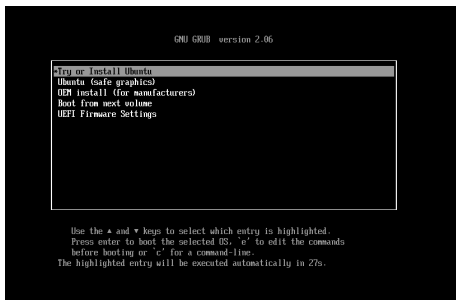 GNU GRUB  version 2.06
*Try or Install Ubuntu
Ubuntu (safe graphics)
OEM install (for manufacturers)
Boot from next volume
UEFI Firmware Settings
Use the ▲ and ▼ keys to select which entry is highlighted.
Press enter to boot the selected OS, `e' to edit the commands
before booting or `c' for a command-line.
The highlighted entry will be executed automatically in 27s.